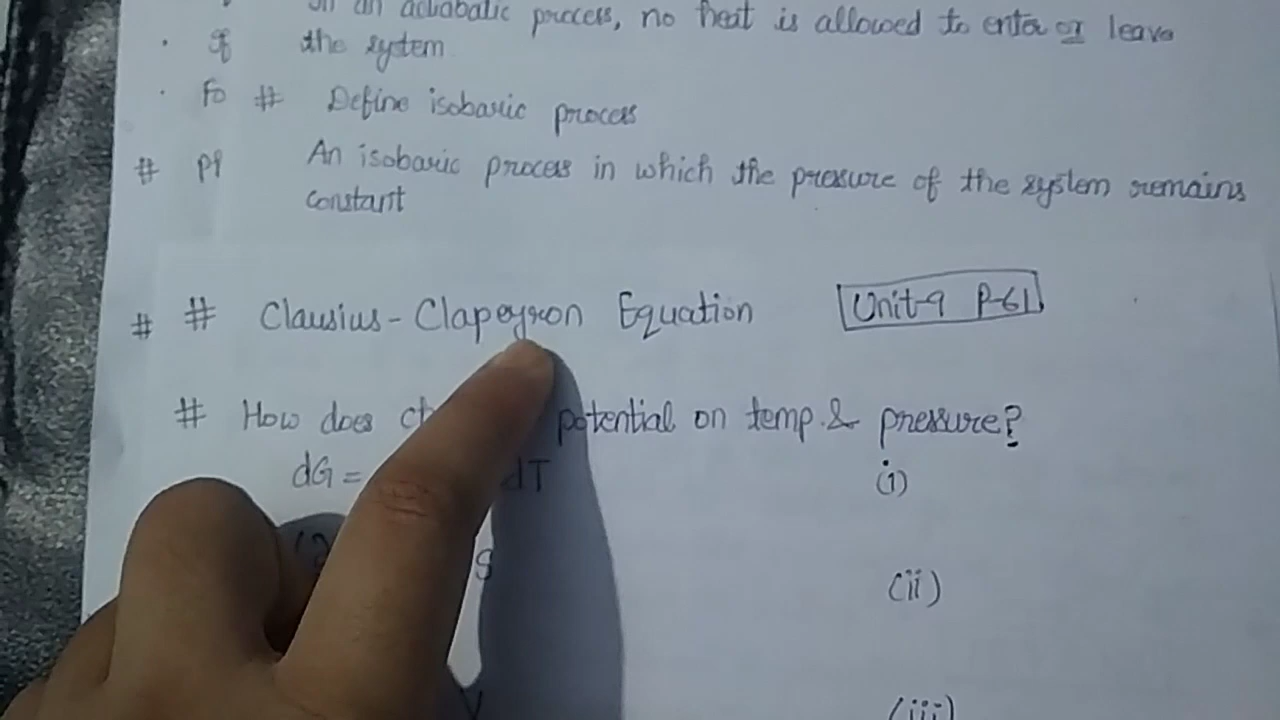 an adiabatic process, no heat is allowed to enter or leave
the system
Define isobaric process
# An isobaric process in which the pressure of the system remains
constant
# # Clausius - Clapeyron Equation Unit-9 P-61
# How does potential on temp. & pressure?
dG = dT (i)
S (ii)
(iii)